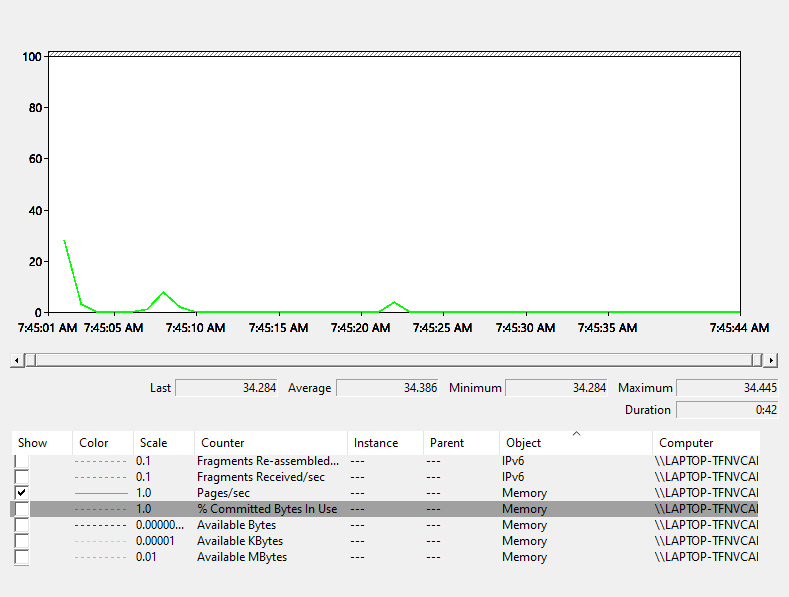 100
80
60
40
20
0
7:45:01 AM 7:45:05 AM 7:45:10 AM 7:45:15 AM 7:45:20 AM 7:45:25 AM 7:45:30 AM 7:45:35 AM 7:45:44 AM
Last 34.284 Average 34.386 Minimum 34.284 Maximum 34.445
Duration 0:42
Show Color Scale Counter Instance Parent Object Computer
0.1 Fragments Re-assembled... --- --- IPv6 \\LAPTOP-TFNVCAI
0.1 Fragments Received/sec --- --- IPv6 \\LAPTOP-TFNVCAI
1.0 Pages/sec --- --- Memory \\LAPTOP-TFNVCAI
1.0 % Committed Bytes In Use --- --- Memory \\LAPTOP-TFNVCAI
0.00000... Available Bytes --- --- Memory \\LAPTOP-TFNVCAI
0.00001 Available KBytes --- --- Memory \\LAPTOP-TFNVCAI
0.01 Available MBytes --- --- Memory \\LAPTOP-TFNVCAI